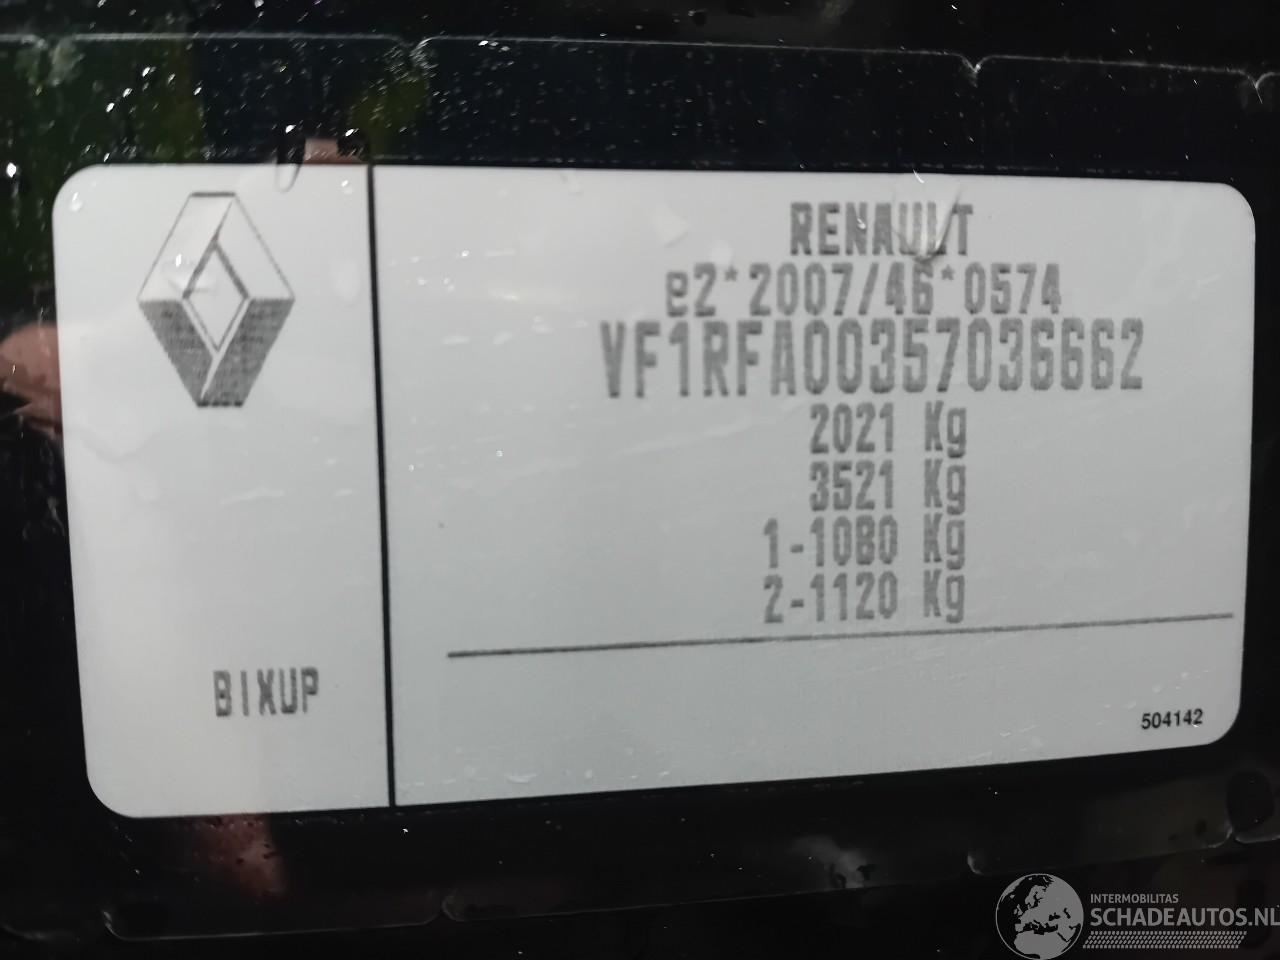 RENAULT
e2*2007/46*0574
VF1RFA00357036662
2021 Kg
3521 Kg
1-1080 Kg
2-1120 Kg
BIXUP
504142
INTERMOBILITAS
SCHADEAUTOS.NL